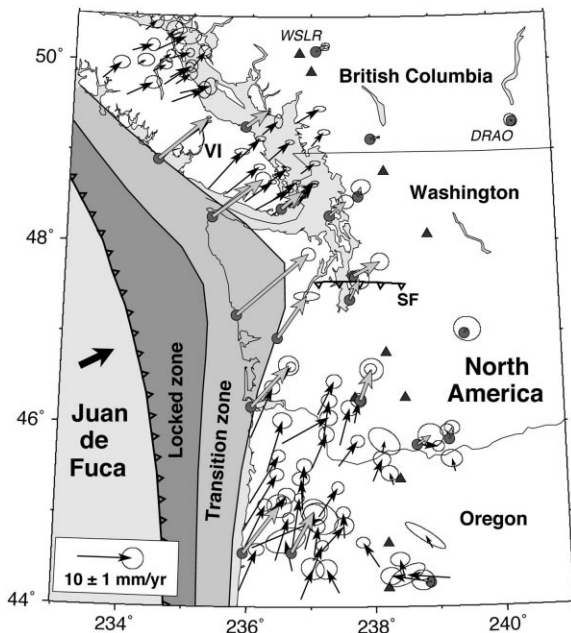 50°
WSLR
British Columbia
VI
DRAO
Washington
48°
SF
North
America
46°
Juan
de
Fuca
Locked zone
Transition zone
Oregon
10 ± 1 mm/yr
44°
234 236 238 240